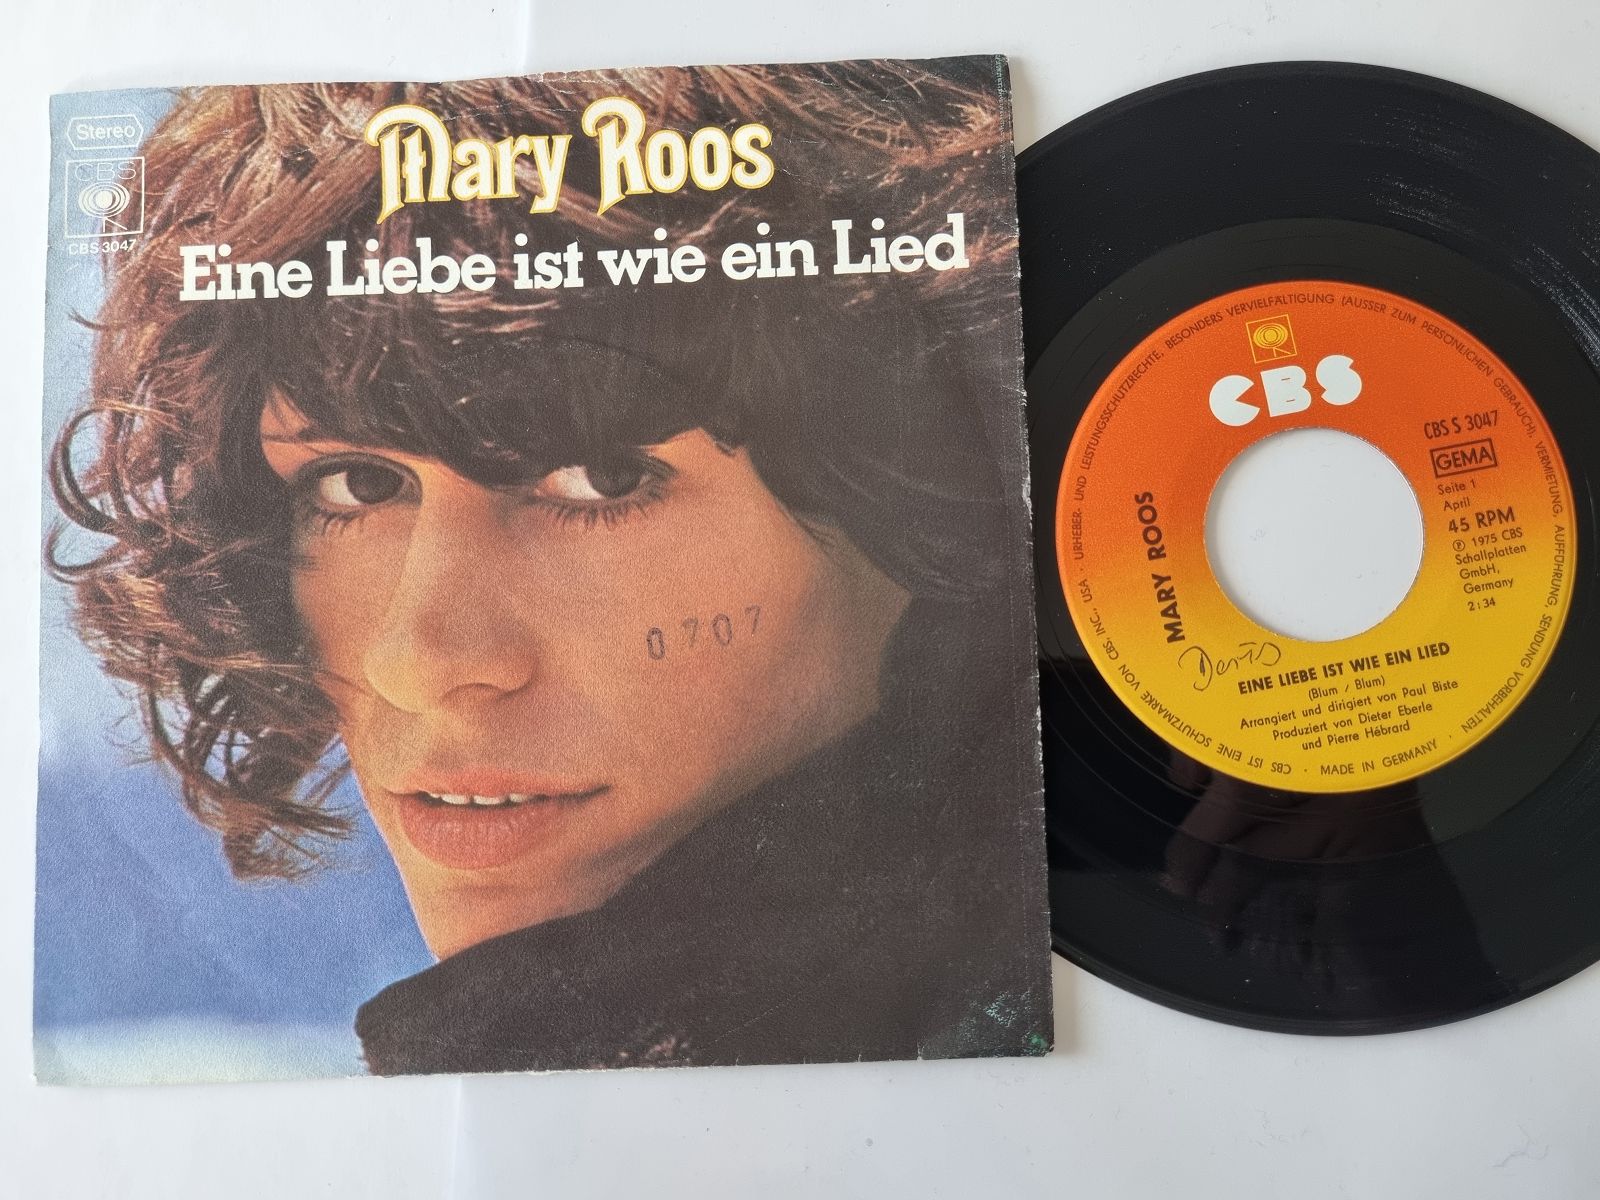 Stereo
CBS
CBS 3047
Mary Roos
Eine Liebe ist wie ein Lied
0707
URHEBER- UND LEISTUNGSSCHUTZRECHTE, BESONDERS VERVIELFÄLTIGUNG (AUSSER ZUM PERSÖNLICHEN GEBRAUCH), VERMIETUNG, AUFFÜHRUNG, SENDUNG VORBEHALTEN · MADE IN GERMANY · CBS IST EINE SCHUTZMARKE VON CBS, INC., USA ·
CBS
CBS S 3047
GEMA
Seite 1
April
45 RPM
℗ 1975 CBS
Schallplatten
GmbH,
Germany
2:34
MARY ROOS
EINE LIEBE IST WIE EIN LIED
(Blum / Blum)
Arrangiert und dirigiert von Paul Biste
Produziert von Dieter Eberle
und Pierre Hébrard